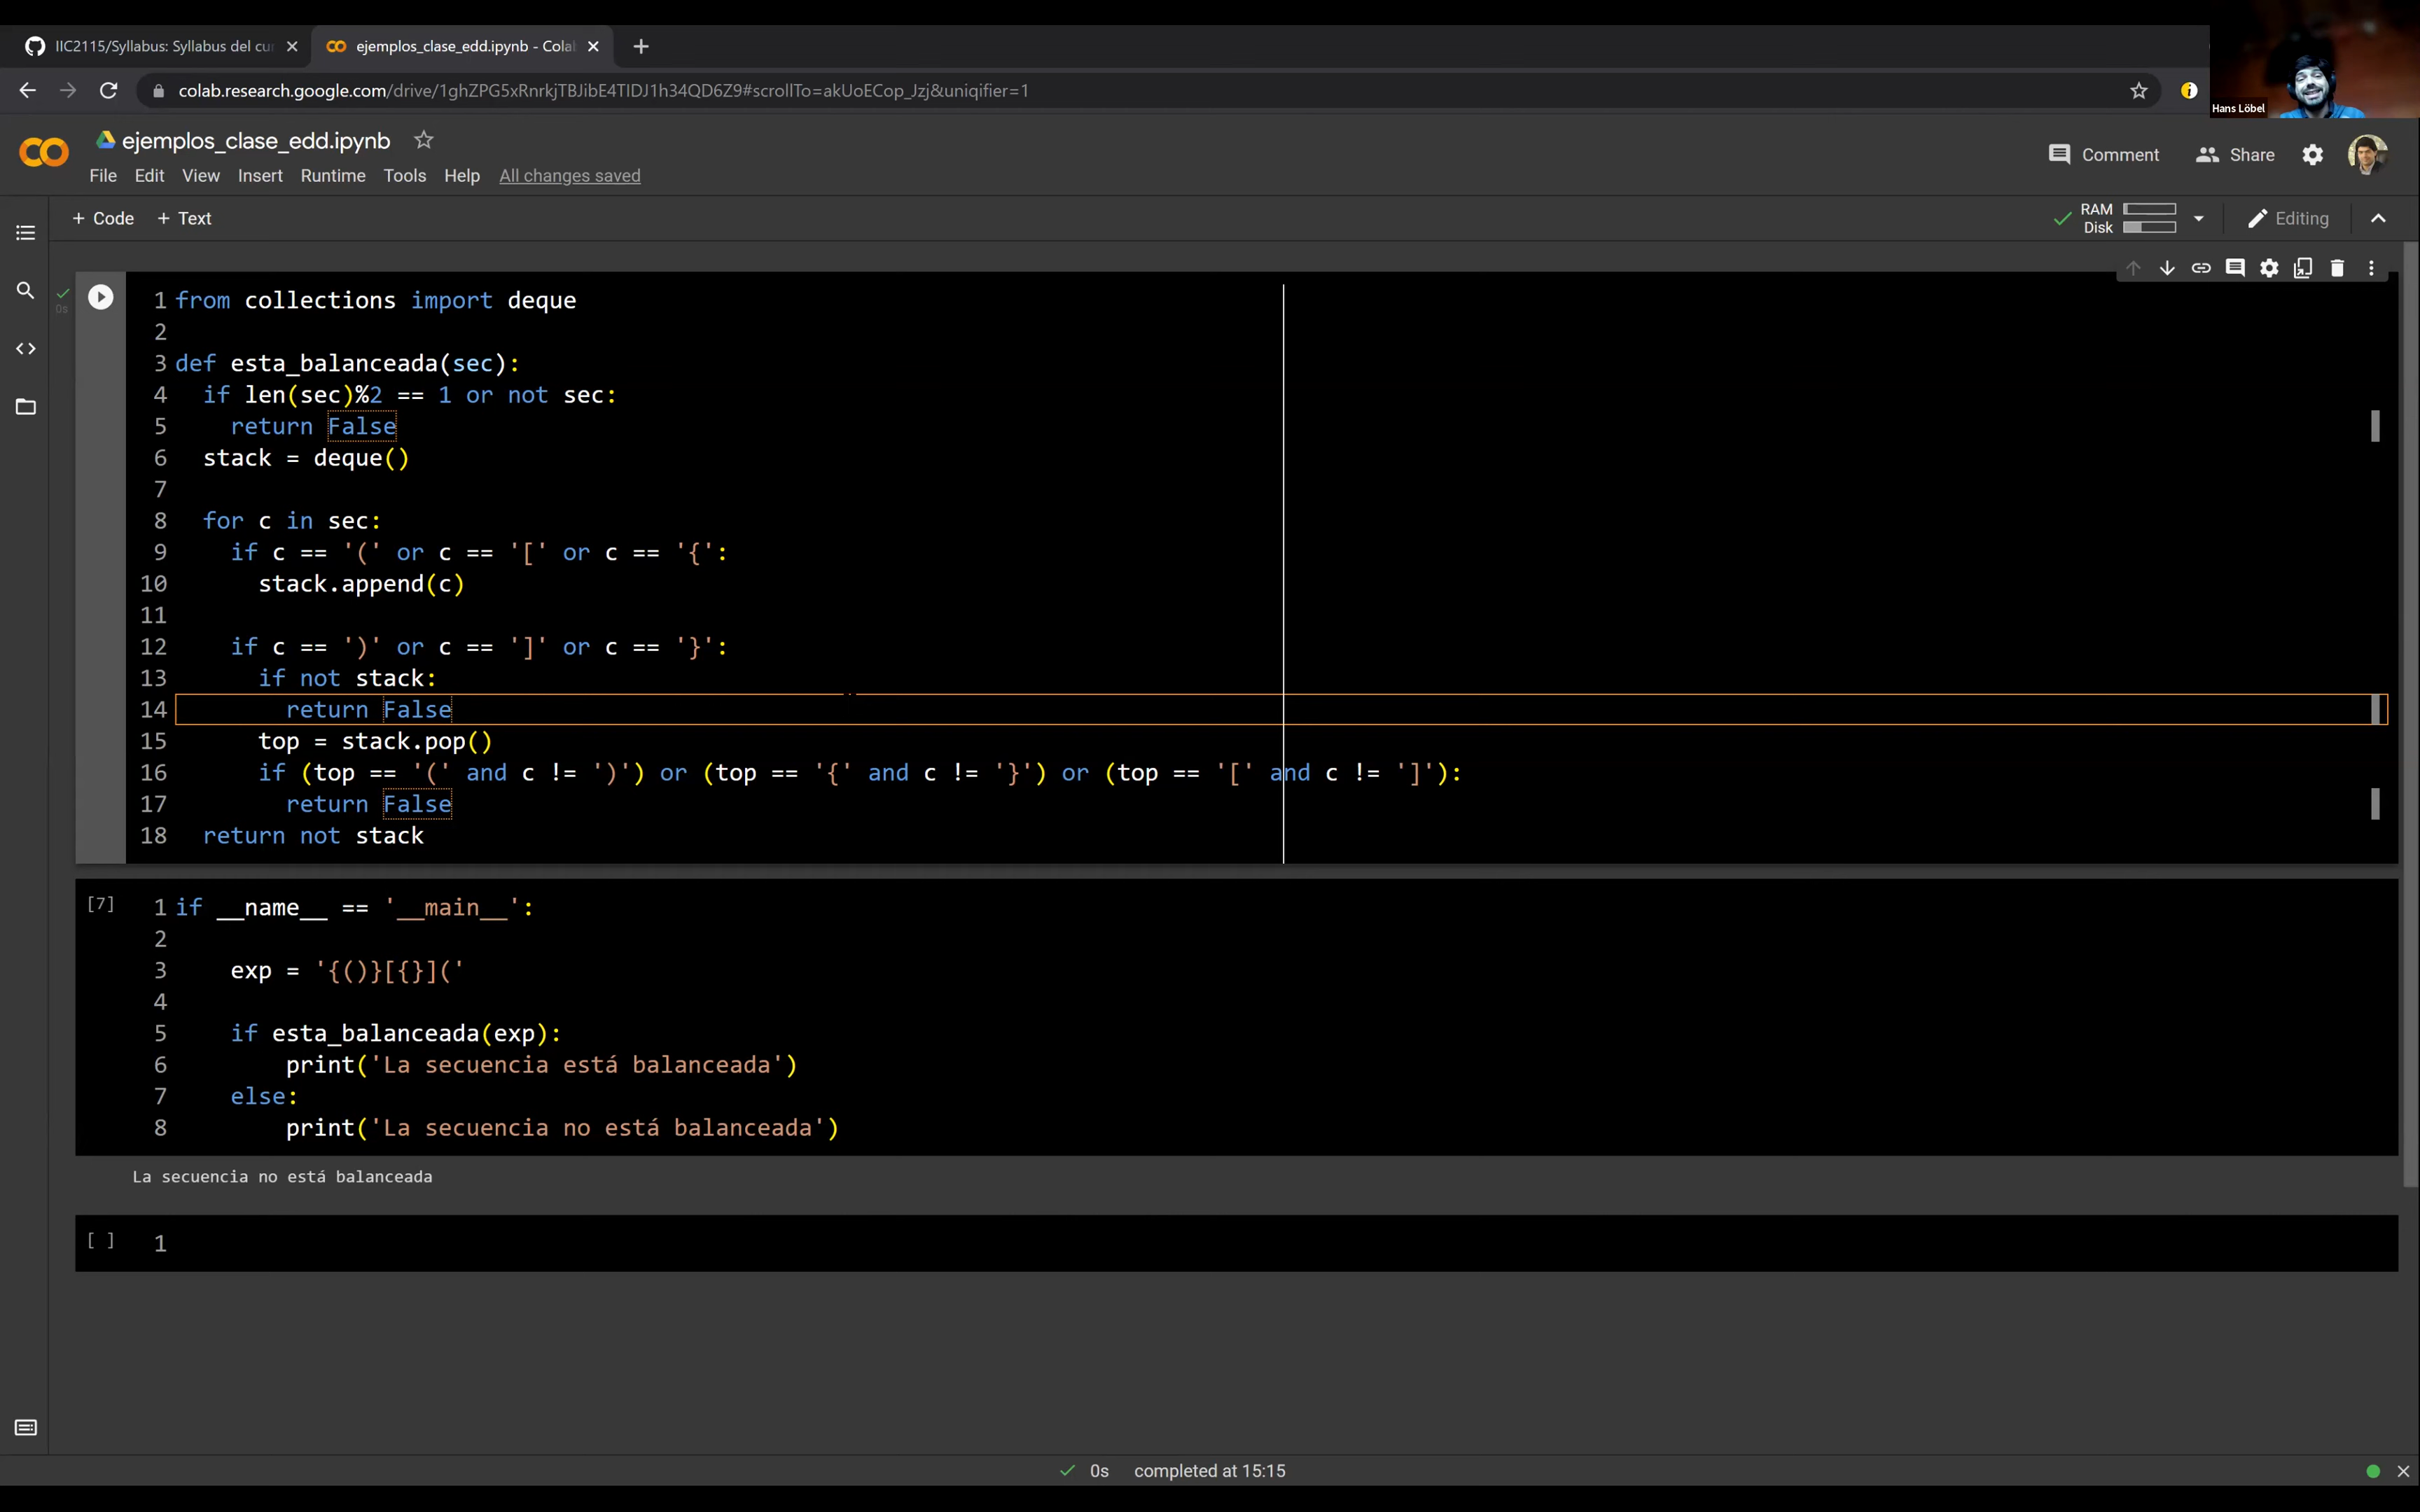 IIC2115/Syllabus: Syllabus del cu
ejemplos_clase_edd.ipynb - Cola
colab.research.google.com/drive/1ghZPG5xRnrkjTBJibE4TIDJ1h34QD6Z9#scrollTo=akUoECop_Jzj&uniqifier=1
Hans Löbel
ejemplos_clase_edd.ipynb
Comment
Share
File Edit View Insert Runtime Tools Help All changes saved
+ Code + Text
RAM
Disk
Editing
0s
1 from collections import deque
2
3 def esta_balanceada(sec):
4   if len(sec)%2 == 1 or not sec:
5     return False
6   stack = deque()
7
8   for c in sec:
9     if c == '(' or c == '[' or c == '{':
10       stack.append(c)
11
12     if c == ')' or c == ']' or c == '}':
13       if not stack:
14         return False
15       top = stack.pop()
16       if (top == '(' and c != ')') or (top == '{' and c != '}') or (top == '[' and c != ']'):
17         return False
18   return not stack
[7]
1 if __name__ == '__main__':
2
3     exp = '{()}[{}]('
4
5     if esta_balanceada(exp):
6         print('La secuencia está balanceada')
7     else:
8         print('La secuencia no está balanceada')
La secuencia no está balanceada
[ ] 1
0s completed at 15:15